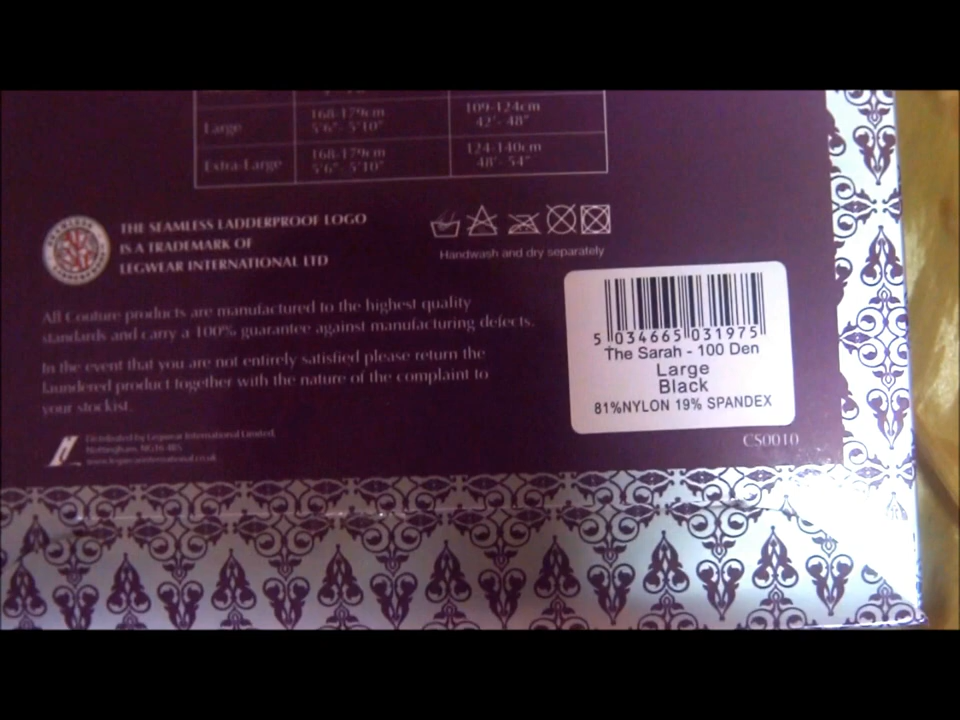 Large 168-179cm 109-124cm
5'6"- 5'10" 42"- 48"
Extra-Large 168-179cm 124-140cm
5'6"- 5'10" 48"- 54"
THE SEAMLESS LADDERPROOF LOGO
IS A TRADEMARK OF
LEGWEAR INTERNATIONAL LTD
Handwash and dry separately
All Couture products are manufactured to the highest quality
standards and carry a 100% guarantee against manufacturing defects.
In the event that you are not entirely satisfied please return the
laundered product together with the nature of the complaint to
your stockist.
Distributed by Legwear International Limited,
www.legwearinternational.co.uk
5 034665 031975
The Sarah - 100 Den
Large
Black
81%NYLON 19% SPANDEX
CS0010